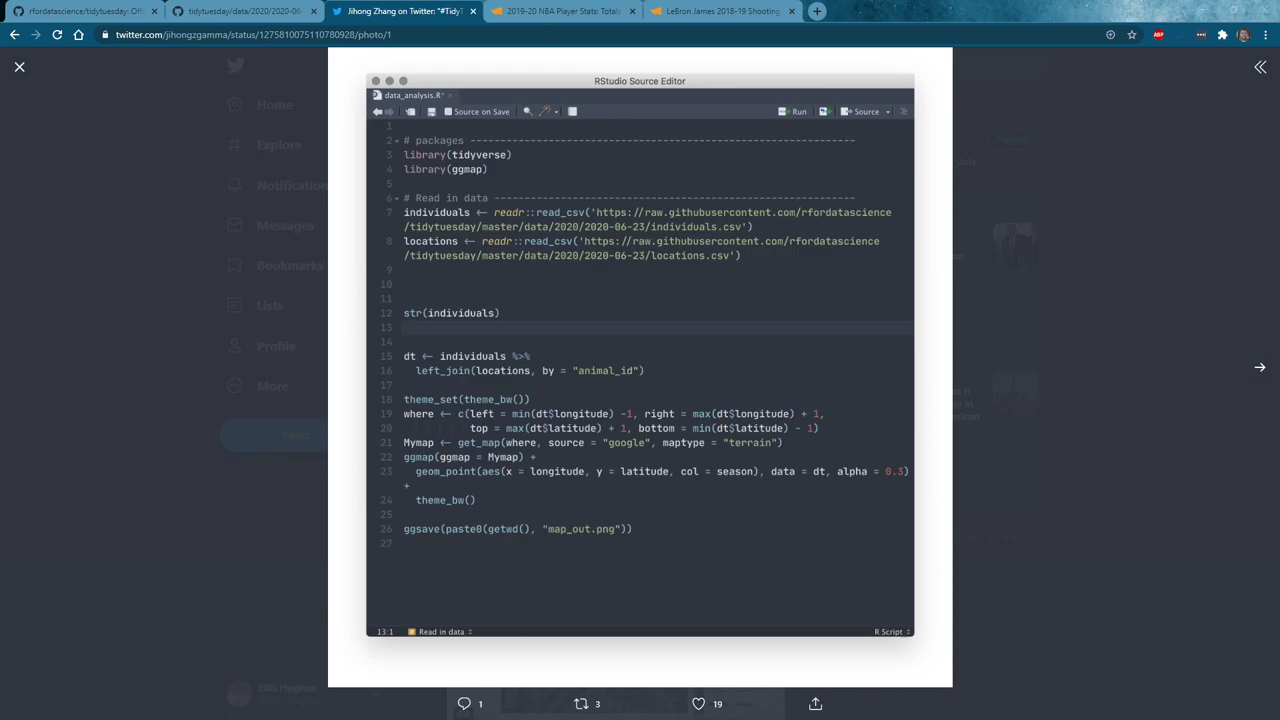 rfordatascience/tidytuesday: Offi
tidytuesday/data/2020/2020-06
Jihong Zhang on Twitter: "#TidyT
2019-20 NBA Player Stats: Totals
LeBron James 2018-19 Shooting
twitter.com/jihongzgamma/status/1275810075110780928/photo/1
ABP
RStudio Source Editor
data_analysis.R*
Source on Save
Run
Source
1
2 # packages ----------------------------------------------------------------
3 library(tidyverse)
4 library(ggmap)
5
6 # Read in data ------------------------------------------------------------
7 individuals <- readr::read_csv('https://raw.githubusercontent.com/rfordatascience
/tidytuesday/master/data/2020/2020-06-23/individuals.csv')
8 locations <- readr::read_csv('https://raw.githubusercontent.com/rfordatascience
/tidytuesday/master/data/2020/2020-06-23/locations.csv')
9
10
11
12 str(individuals)
13
14
15 dt <- individuals %>%
16 left_join(locations, by = "animal_id")
17
18 theme_set(theme_bw())
19 where <- c(left = min(dt$longitude) -1, right = max(dt$longitude) + 1,
20 top = max(dt$latitude) + 1, bottom = min(dt$latitude) - 1)
21 Mymap <- get_map(where, source = "google", maptype = "terrain")
22 ggmap(ggmap = Mymap) +
23 geom_point(aes(x = longitude, y = latitude, col = season), data = dt, alpha = 0.3)
+
24 theme_bw()
25
26 ggsave(paste0(getwd(), "map_out.png"))
27
13:1
Read in data
R Script
Home
Explore
Notification
Messages
Bookmarks
Lists
Profile
More
Tweet
Follow
Ellis Hughes
1
3
19